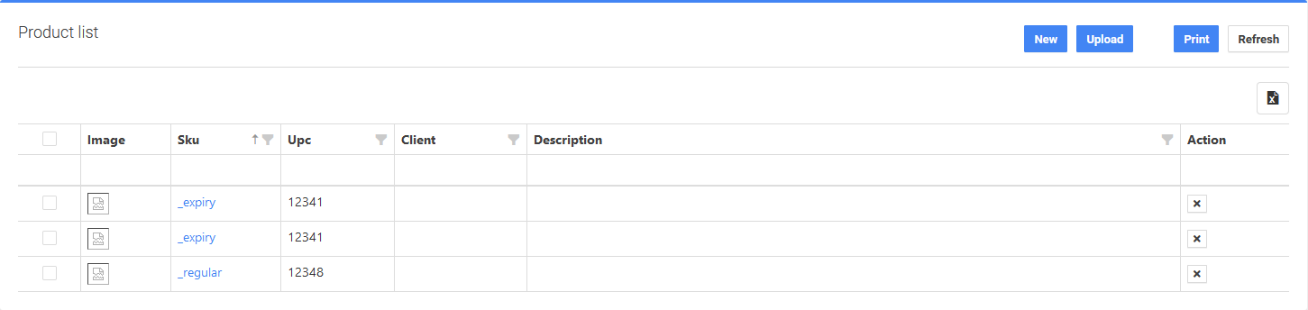 Product list
New Upload Print Refresh
Image Sku Upc Client Description Action
_expiry 12341
_expiry 12341
_regular 12348